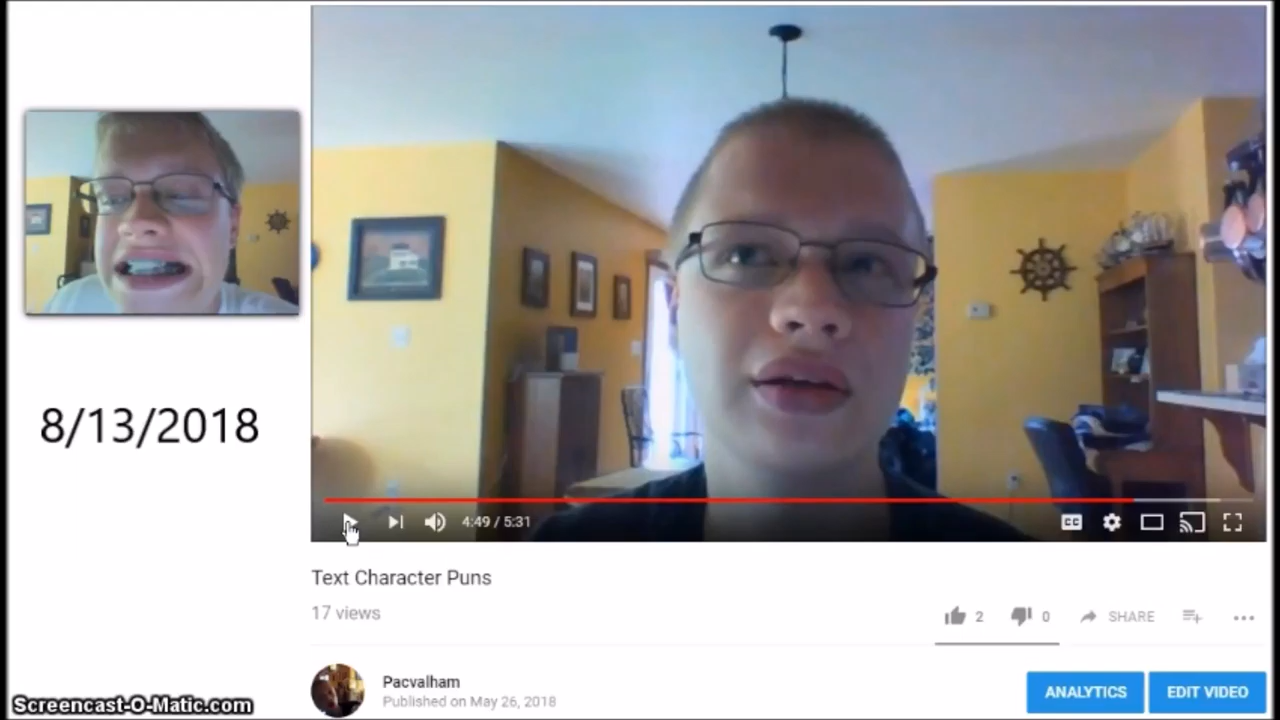 8/13/2018
4:49 / 5:31
CC
Text Character Puns
17 views
2
0
SHARE
Pacvalham
Published on May 26, 2018
ANALYTICS
EDIT VIDEO
Screencast-O-Matic.com